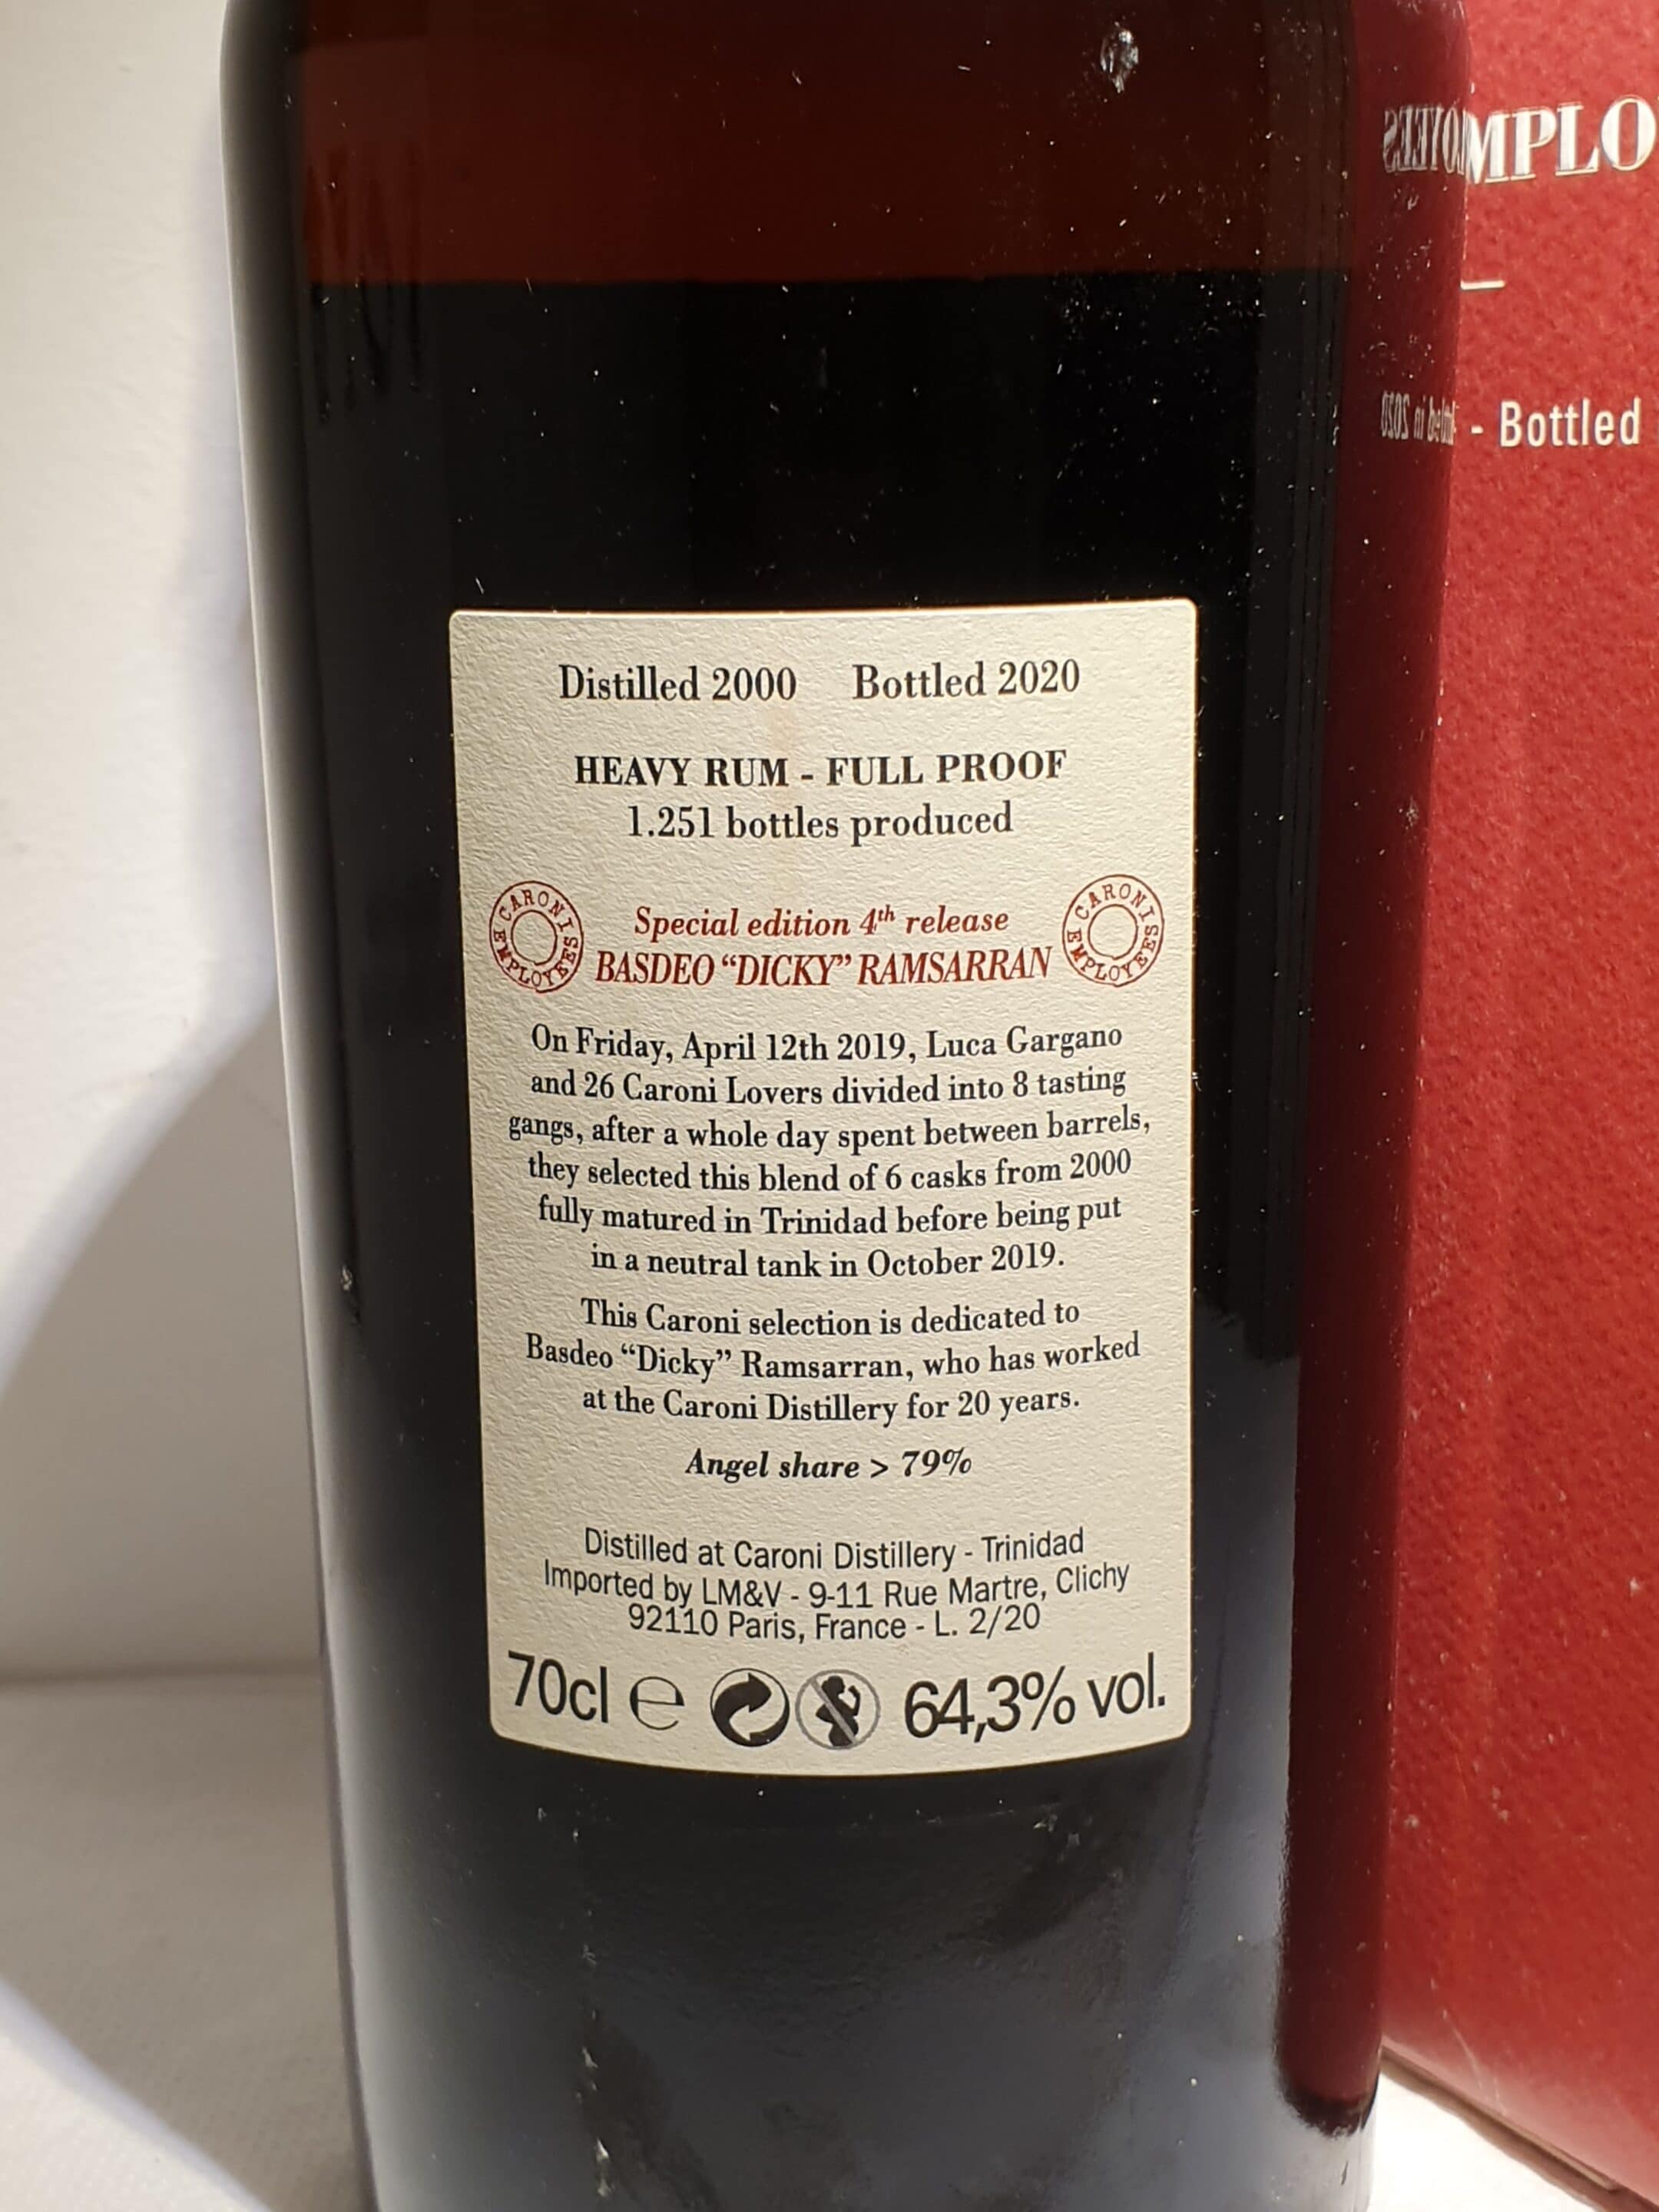 MPLO
- Bottled
Distilled 2000 Bottled 2020
HEAVY RUM - FULL PROOF
1.251 bottles produced
CARONI EMPLOYEES
Special edition 4th release
BASDEO “DICKY” RAMSARRAN
CARONI EMPLOYEES
On Friday, April 12th 2019, Luca Gargano
and 26 Caroni Lovers divided into 8 tasting
gangs, after a whole day spent between barrels,
they selected this blend of 6 casks from 2000
fully matured in Trinidad before being put
in a neutral tank in October 2019.
This Caroni selection is dedicated to
Basdeo “Dicky” Ramsarran, who has worked
at the Caroni Distillery for 20 years.
Angel share > 79%
Distilled at Caroni Distillery - Trinidad
Imported by LM&V - 9-11 Rue Martre, Clichy
92110 Paris, France - L. 2/20
70cl e 64,3% vol.